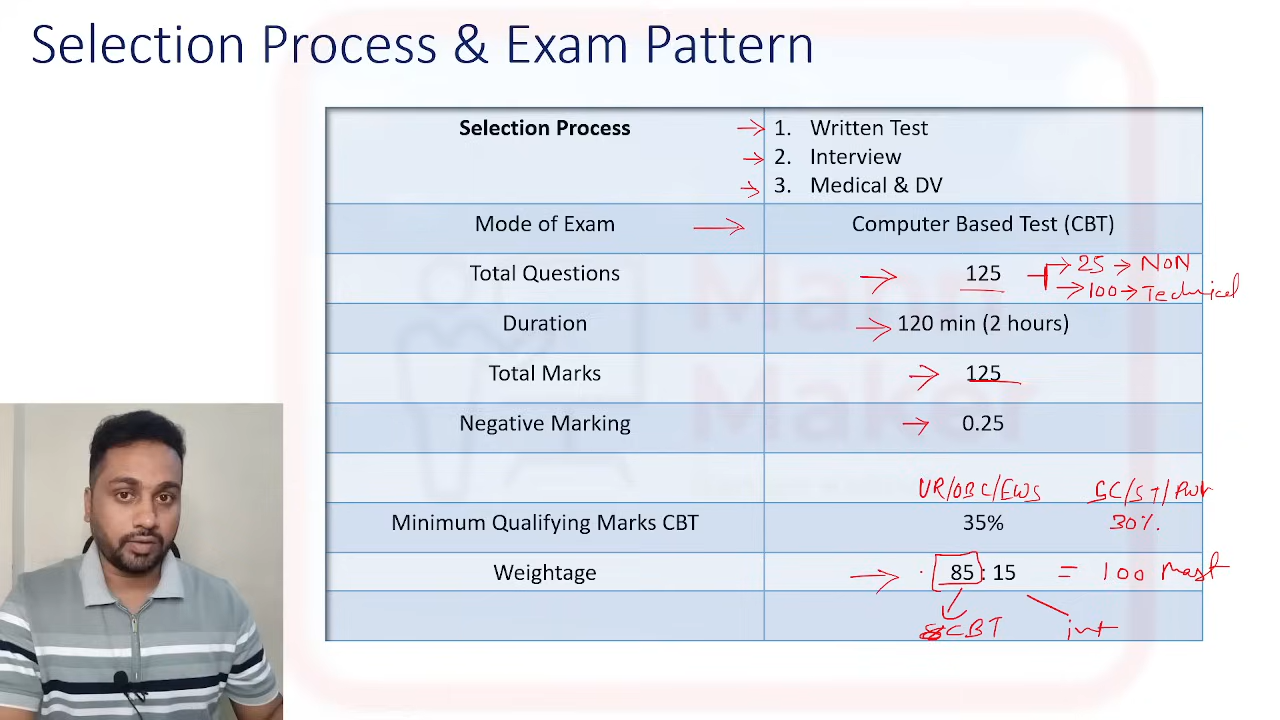 Selection Process & Exam Pattern
Selection Process
1. Written Test
2. Interview
3. Medical & DV
Mode of Exam Computer Based Test (CBT)
Total Questions 125 25 → NON
100 → Technical
Duration 120 min (2 hours)
Total Marks 125
Negative Marking 0.25
UR/OBC/EWS SC/ST/PwD
Minimum Qualifying Marks CBT 35% 30%.
Weightage 85 : 15 = 100
CBT int
Maker